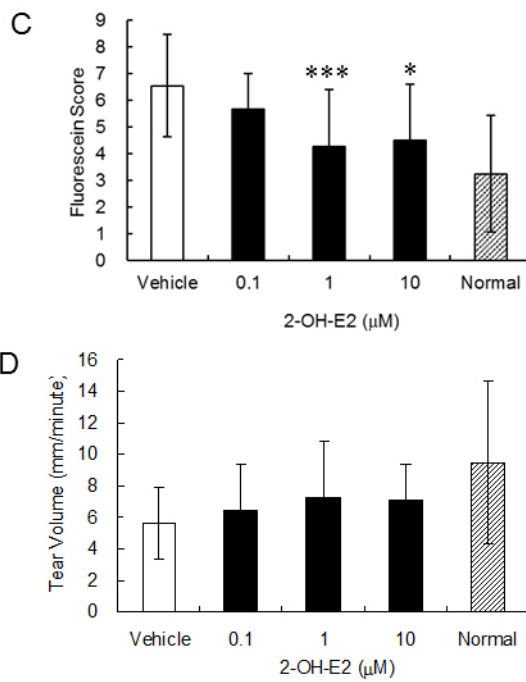 C
Fluorescein Score
9
8
7
6
5
4
3
2
1
0
***
*
Vehicle 0.1 1 10 Normal
2-OH-E2 (µM)
D
Tear Volume (mm/minute)
16
14
12
10
8
6
4
2
0
Vehicle 0.1 1 10 Normal
2-OH-E2 (µM)